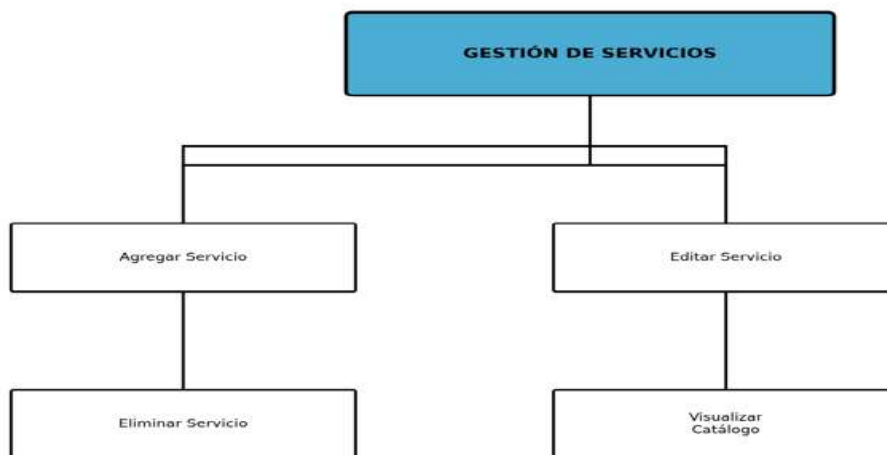 GESTIÓN DE SERVICIOS
Agregar Servicio
Editar Servicio
Eliminar Servicio
Visualizar
Catálogo